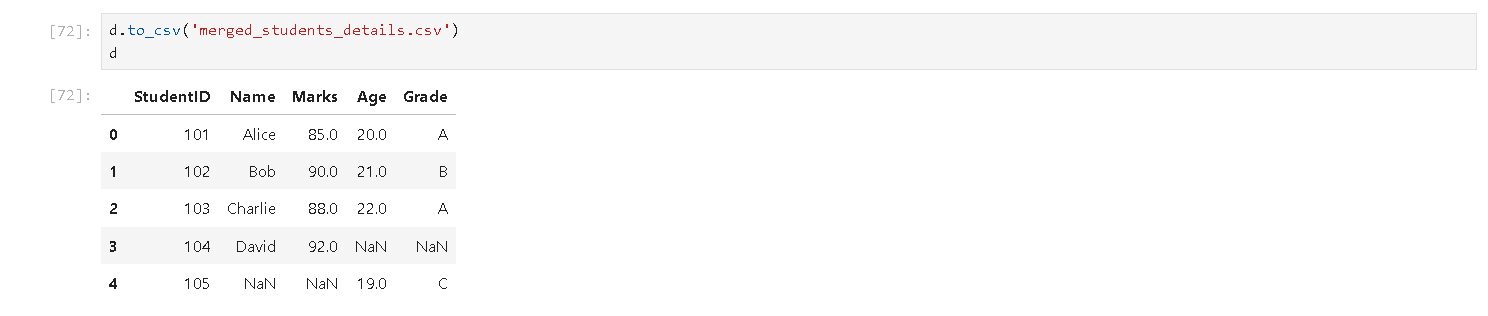 [72]: d.to_csv('merged_students_details.csv')
d
[72]: StudentID Name Marks Age Grade
0 101 Alice 85.0 20.0 A
1 102 Bob 90.0 21.0 B
2 103 Charlie 88.0 22.0 A
3 104 David 92.0 NaN NaN
4 105 NaN NaN 19.0 C